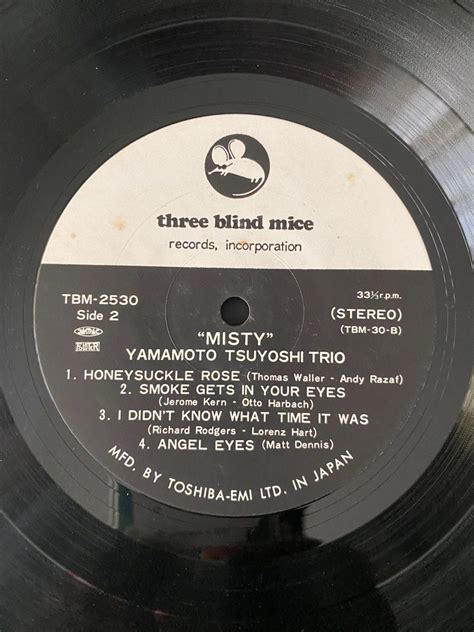 three blind mice
records, incorporation
TBM-2530
33⅓r.p.m.
Side 2
(STEREO)
(TBM-30-B)
"MISTY"
YAMAMOTO TSUYOSHI TRIO
1. HONEYSUCKLE ROSE (Thomas Waller - Andy Razaf)
2. SMOKE GETS IN YOUR EYES
(Jerome Kern - Otto Harbach)
3. I DIDN'T KNOW WHAT TIME IT WAS
(Richard Rodgers - Lorenz Hart)
4. ANGEL EYES (Matt Dennis)
MFD. BY TOSHIBA-EMI LTD. IN JAPAN